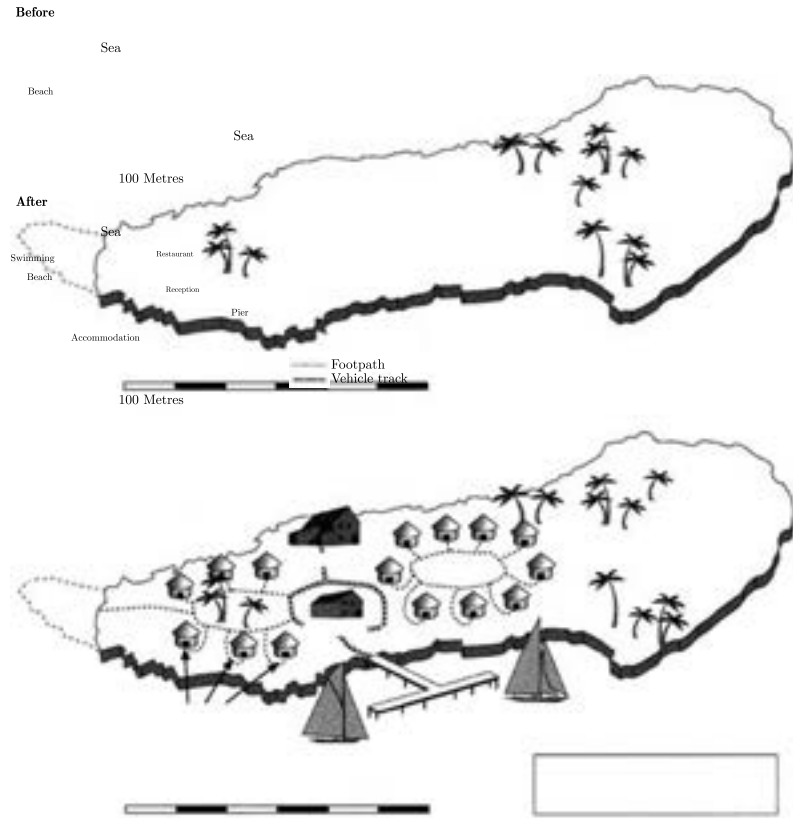 Before
Sea
Beach
Sea
100 Metres
After
Sea
Restaurant
Swimming
Beach
Reception
Pier
Accommodation
Footpath
Vehicle track
100 Metres